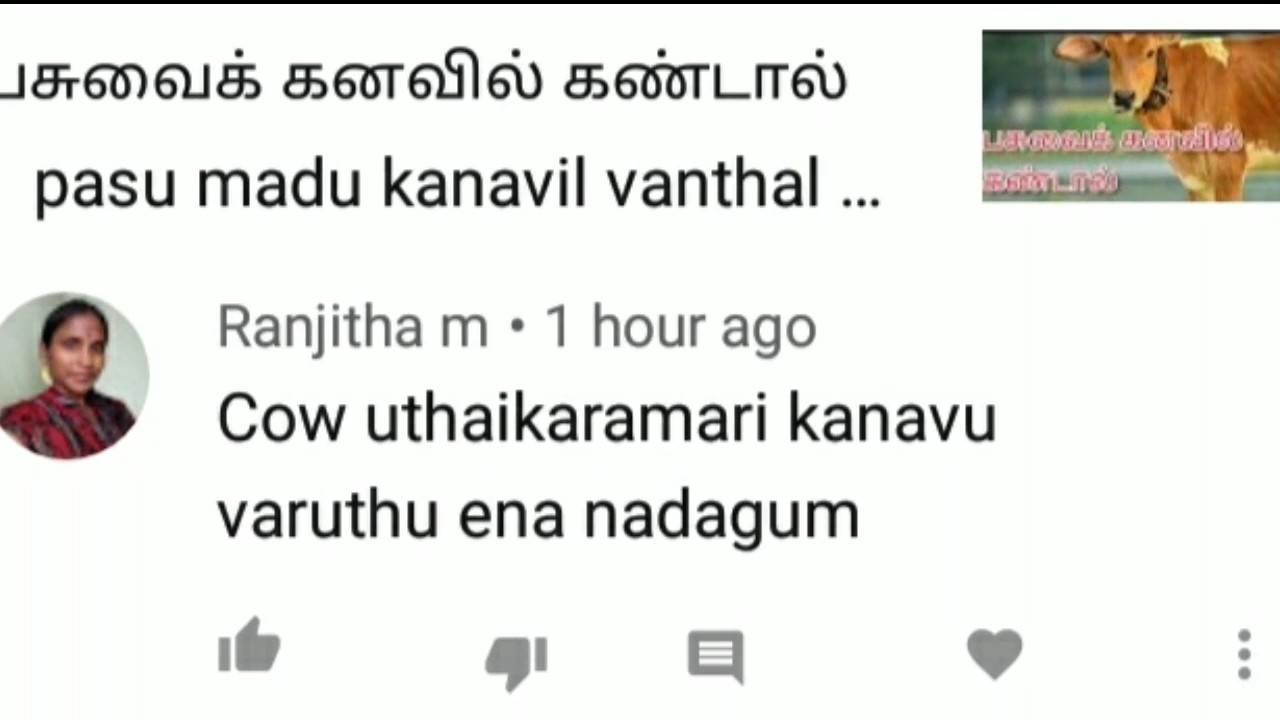 பசுவைக் கனவில் கண்டால்
pasu madu kanavil vanthal ...
பசுவைக் கனவில்
கண்டால்
Ranjitha m • 1 hour ago
Cow uthaikaramari kanavu
varuthu ena nadagum